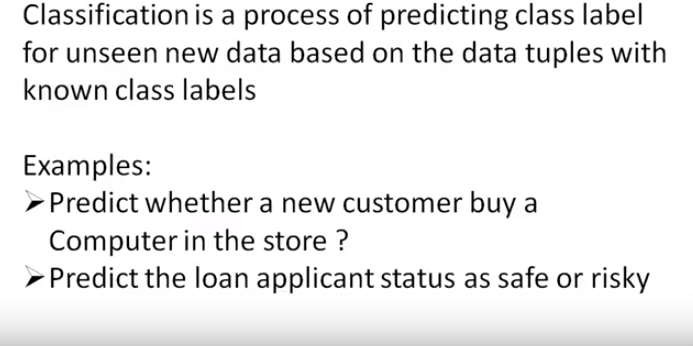 Classification is a process of predicting class label
for unseen new data based on the data tuples with
known class labels
Examples:
➢Predict whether a new customer buy a
Computer in the store ?
➢Predict the loan applicant status as safe or risky